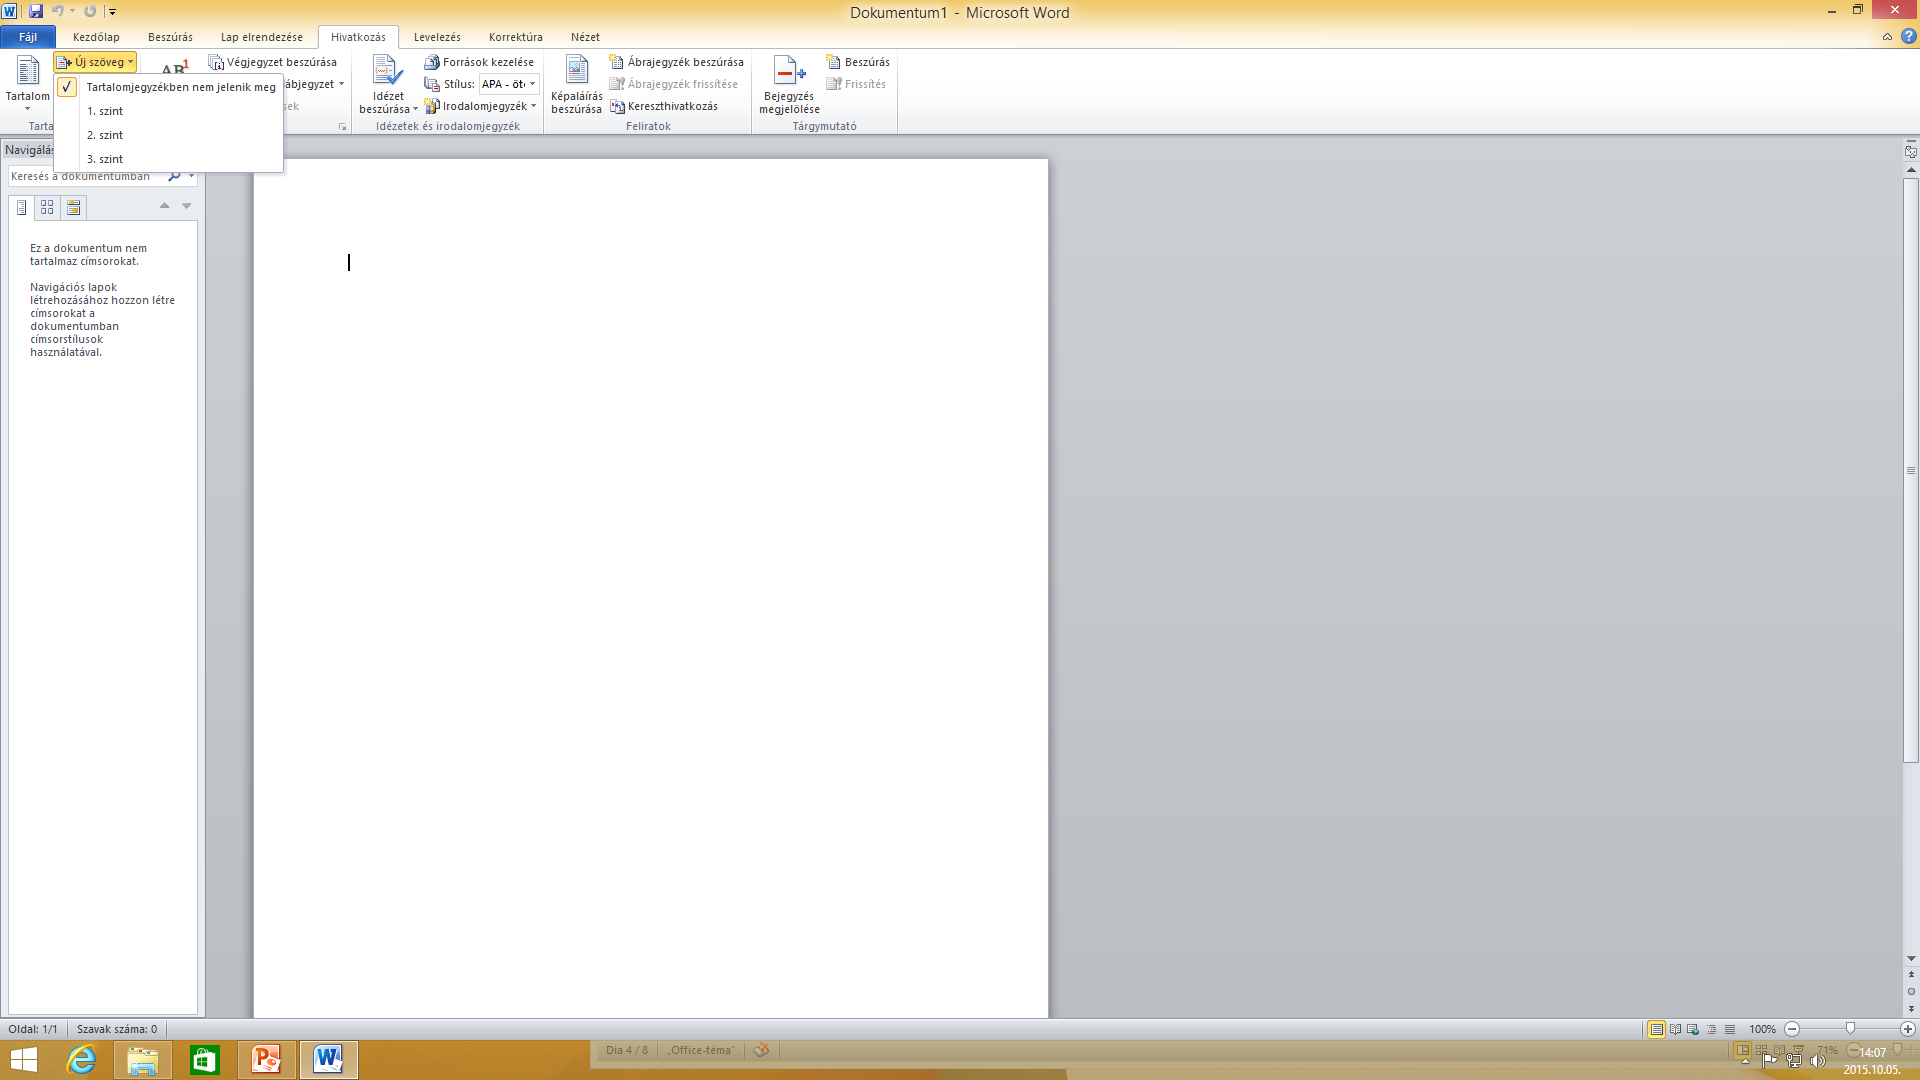 Dokumentum1 - Microsoft Word
Fájl Kezdőlap Beszúrás Lap elrendezése Hivatkozás Levelezés Korrektúra Nézet
Tartalom
Új szöveg
Tartalomjegyzékben nem jelenik meg
1. szint
2. szint
3. szint
AB1
Végjegyzet beszúrása
Idézet beszúrása
Források kezelése
Stílus: APA - öt
Irodalomjegyzék
Idézetek és irodalomjegyzék
Képaláírás beszúrása
Ábrajegyzék beszúrása
Ábrajegyzék frissítése
Kereszthivatkozás
Feliratok
Bejegyzés megjelölése
Beszúrás
Frissítés
Tárgymutató
Keresés a dokumentumban
Ez a dokumentum nem
tartalmaz címsorokat.
Navigációs lapok
létrehozásához hozzon létre
címsorokat a
dokumentumban
címsorstílusok
használatával.
Oldal: 1/1 Szavak száma: 0
100%
Dia 4 / 8 „Office-téma”
71%
14:07
2015.10.05.